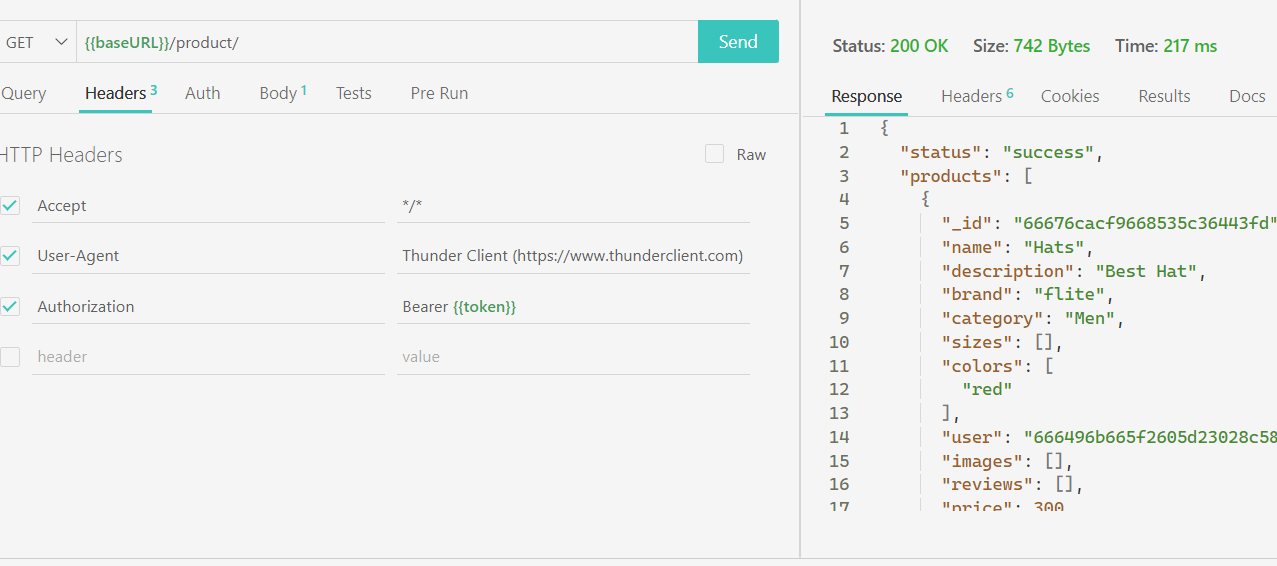 GET {{baseURL}}/product/ Send
Query Headers 3 Auth Body 1 Tests Pre Run
HTTP Headers Raw
Accept */*
User-Agent Thunder Client (https://www.thunderclient.com)
Authorization Bearer {{token}}
header value
Status: 200 OK Size: 742 Bytes Time: 217 ms
Response Headers 6 Cookies Results Docs
1 {
2 "status": "success",
3 "products": [
4 {
5 "_id": "66676cacf9668535c36443fd"
6 "name": "Hats",
7 "description": "Best Hat",
8 "brand": "flite",
9 "category": "Men",
10 "sizes": [],
11 "colors": [
12 "red"
13 ],
14 "user": "666496b665f2605d23028c58
15 "images": [],
16 "reviews": [],
17 "price": 300